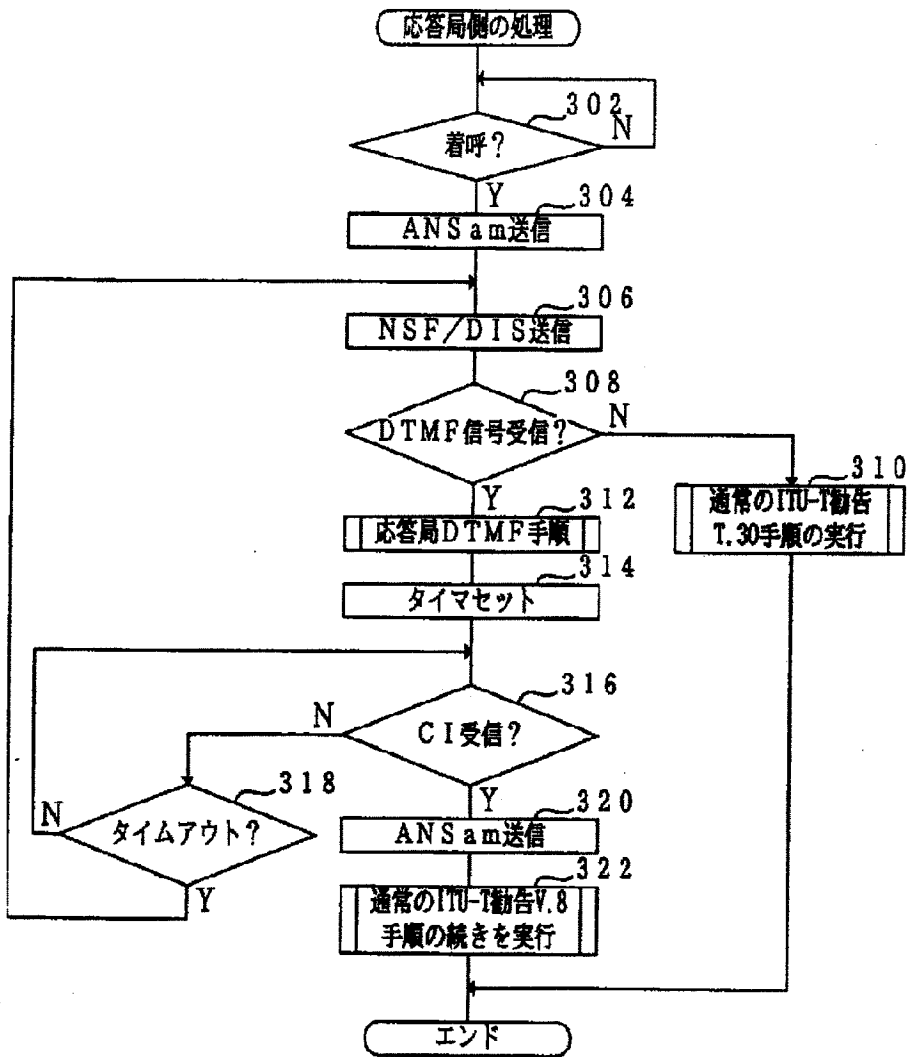 応答局側の処理
302
着呼?
N
Y
304
ANSam送信
306
NSF/DIS送信
308
DTMF信号受信?
N
310
通常のITU-T勧告
T.30手順の実行
Y
312
応答局DTMF手順
314
タイマセット
316
CI受信?
N
318
タイムアウト?
N
Y
Y
320
ANSam送信
322
通常のITU-T勧告V.8
手順の続きを実行
エンド